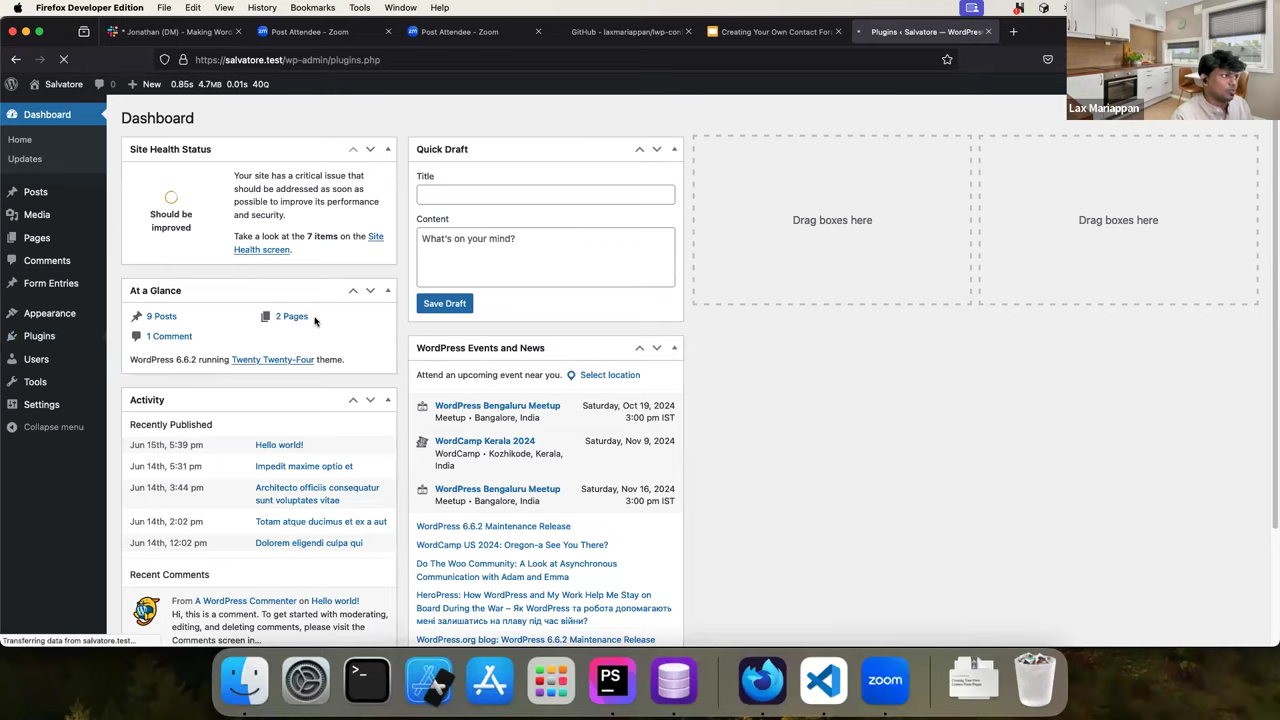 Firefox Developer Edition File Edit View History Bookmarks Tools Window Help
* Jonathan (DM) - Making Word
Post Attendee - Zoom
Post Attendee - Zoom
GitHub - laxmariappan/lwp-cont
Creating Your Own Contact For
Plugins ‹ Salvatore — WordPres
https://salvatore.test/wp-admin/plugins.php
Lax Mariappan
Salvatore 0 New 0.85s 4.7MB 0.01s 40Q
Dashboard
Home
Updates
Posts
Media
Pages
Comments
Form Entries
Appearance
Plugins
Users
Tools
Settings
Collapse menu
Dashboard
Site Health Status
Should be
improved
Your site has a critical issue that
should be addressed as soon as
possible to improve its performance
and security.
Take a look at the 7 items on the Site
Health screen.
At a Glance
9 Posts
2 Pages
1 Comment
WordPress 6.6.2 running Twenty Twenty-Four theme.
Activity
Recently Published
Jun 15th, 5:39 pm Hello world!
Jun 14th, 5:31 pm Impedit maxime optio et
Jun 14th, 3:44 pm Architecto officiis consequatur
sunt voluptates vitae
Jun 14th, 2:02 pm Totam atque ducimus et ex a aut
Jun 14th, 12:02 pm Dolorem eligendi culpa qui
Recent Comments
From A WordPress Commenter on Hello world!
Hi, this is a comment. To get started with moderating,
editing, and deleting comments, please visit the
Comments screen in…
Quick Draft
Title
Content
What's on your mind?
Save Draft
WordPress Events and News
Attend an upcoming event near you. Select location
WordPress Bengaluru Meetup Saturday, Oct 19, 2024
Meetup • Bangalore, India 3:00 pm IST
WordCamp Kerala 2024 Saturday, Nov 9, 2024
WordCamp • Kozhikode, Kerala,
India
WordPress Bengaluru Meetup Saturday, Nov 16, 2024
Meetup • Bangalore, India 3:00 pm IST
WordPress 6.6.2 Maintenance Release
WordCamp US 2024: Oregon-a See You There?
Do The Woo Community: A Look at Asynchronous
Communication with Adam and Emma
HeroPress: How WordPress and My Work Help Me Stay on
Board During the War – Як WordPress та робота допомагають
мені залишатись на плаву під час війни?
WordPress.org blog: WordPress 6.6.2 Maintenance Release
Drag boxes here
Drag boxes here
Transferring data from salvatore.test…
PS
zoom